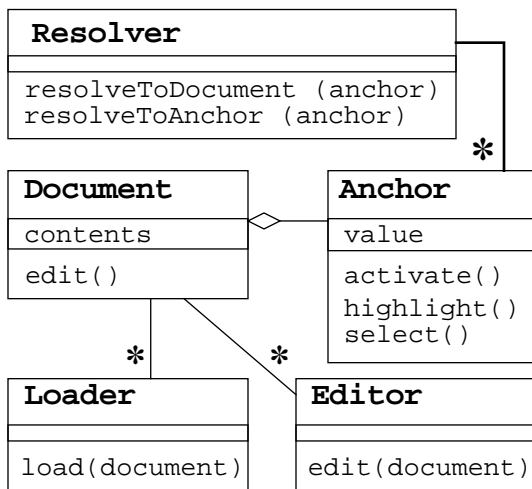 Resolver
resolveToDocument (anchor)
resolveToAnchor (anchor)
*
Document
contents
edit()
Anchor
value
activate()
highlight()
select()
*
*
Loader
load(document)
Editor
edit(document)